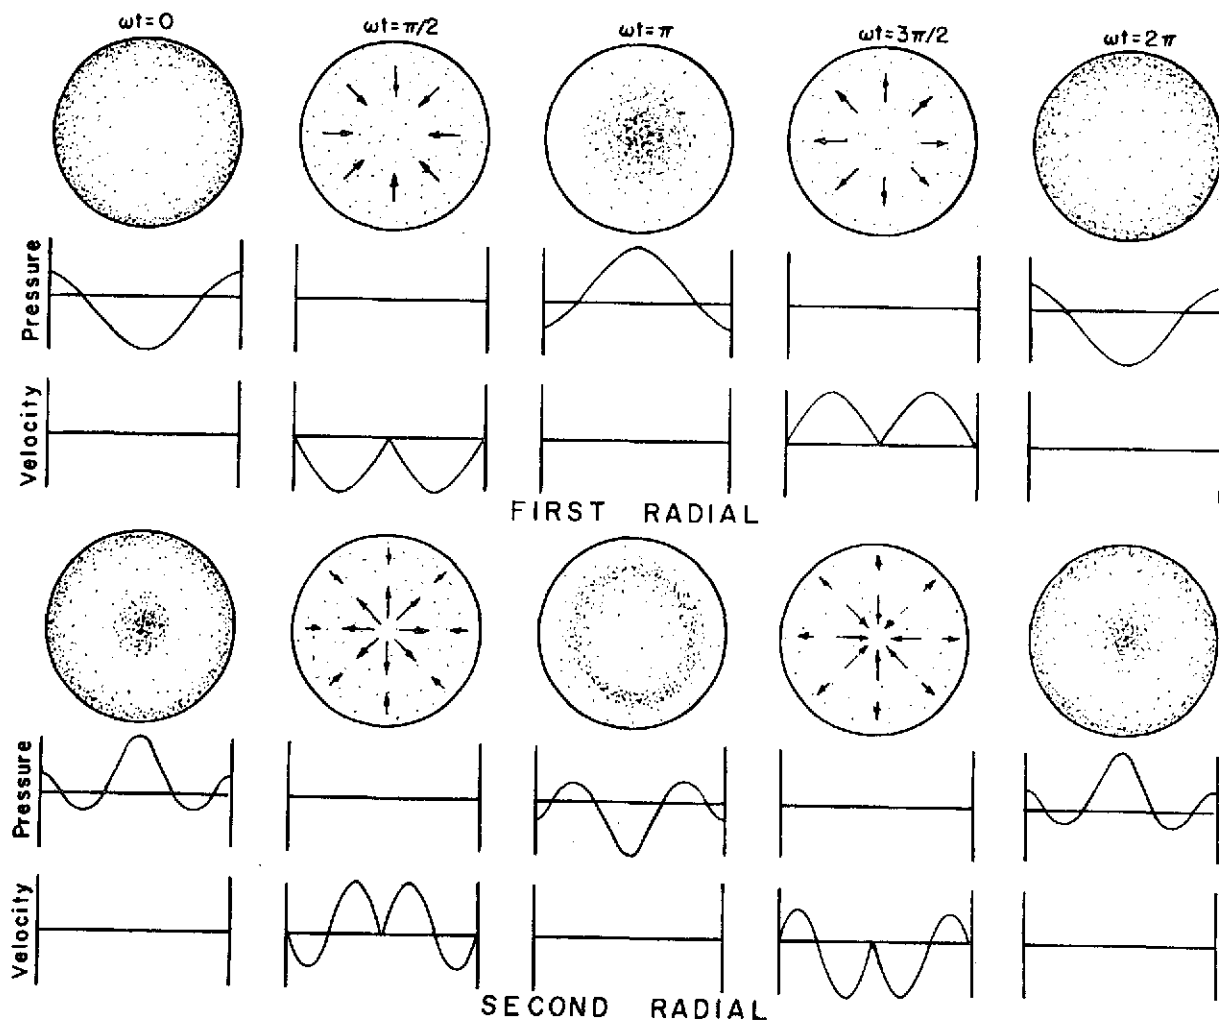 ωt=0
ωt=π/2
ωt=π
ωt=3π/2
ωt=2π
Pressure
Velocity
FIRST RADIAL
Pressure
Velocity
SECOND RADIAL